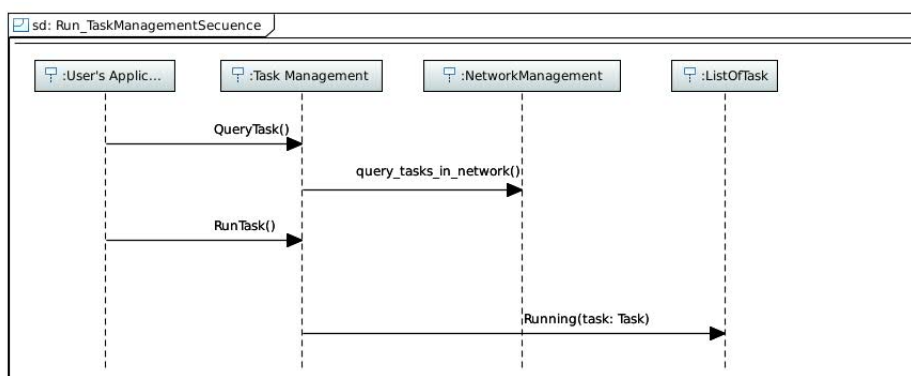 sd: Run_TaskManagementSecuence
:User's Applic... :Task Management :NetworkManagement :ListOfTask
QueryTask()
query_tasks_in_network()
RunTask()
Running(task: Task)